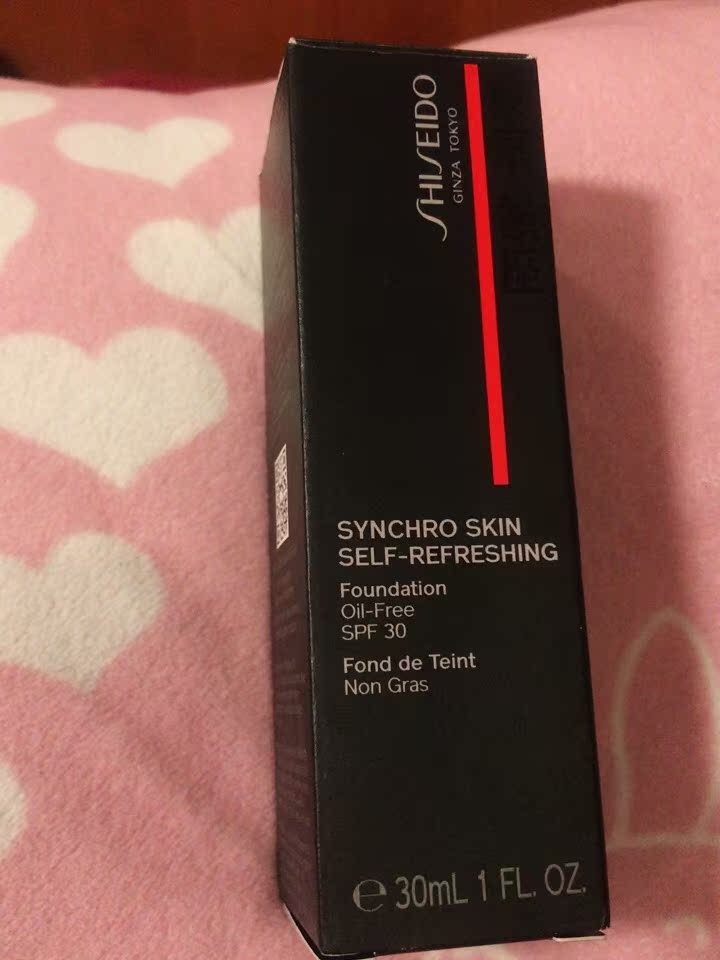 SHISEIDO
GINZA TOKYO
SYNCHRO SKIN
SELF-REFRESHING
Foundation
Oil-Free
SPF 30
Fond de Teint
Non Gras
℮ 30mL 1 FL. OZ.